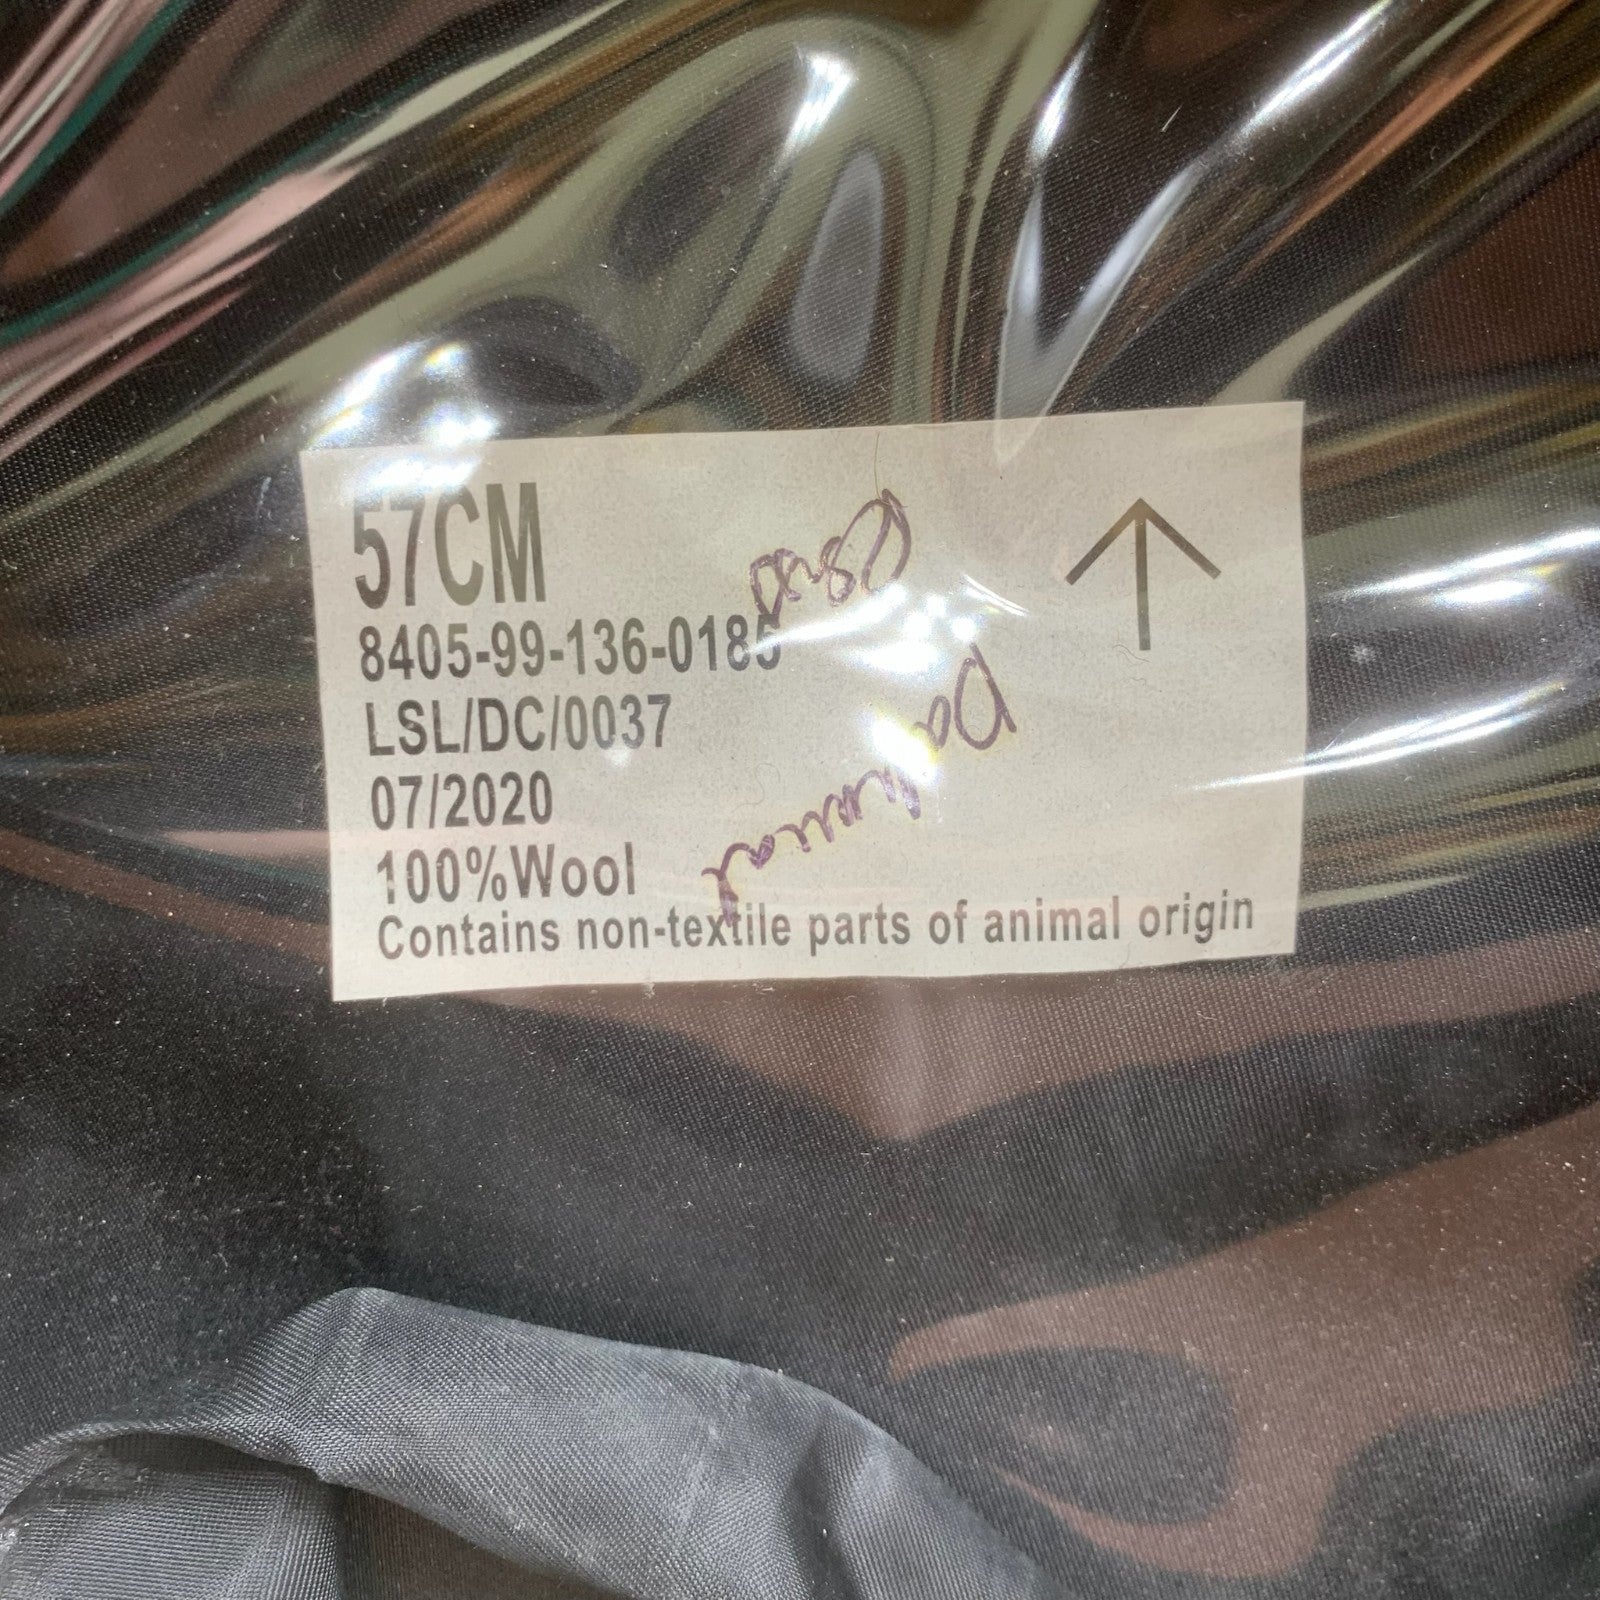 57CM
8405-99-136-0185
LSL/DC/0037
07/2020
100%Wool
Contains non-textile parts of animal origin